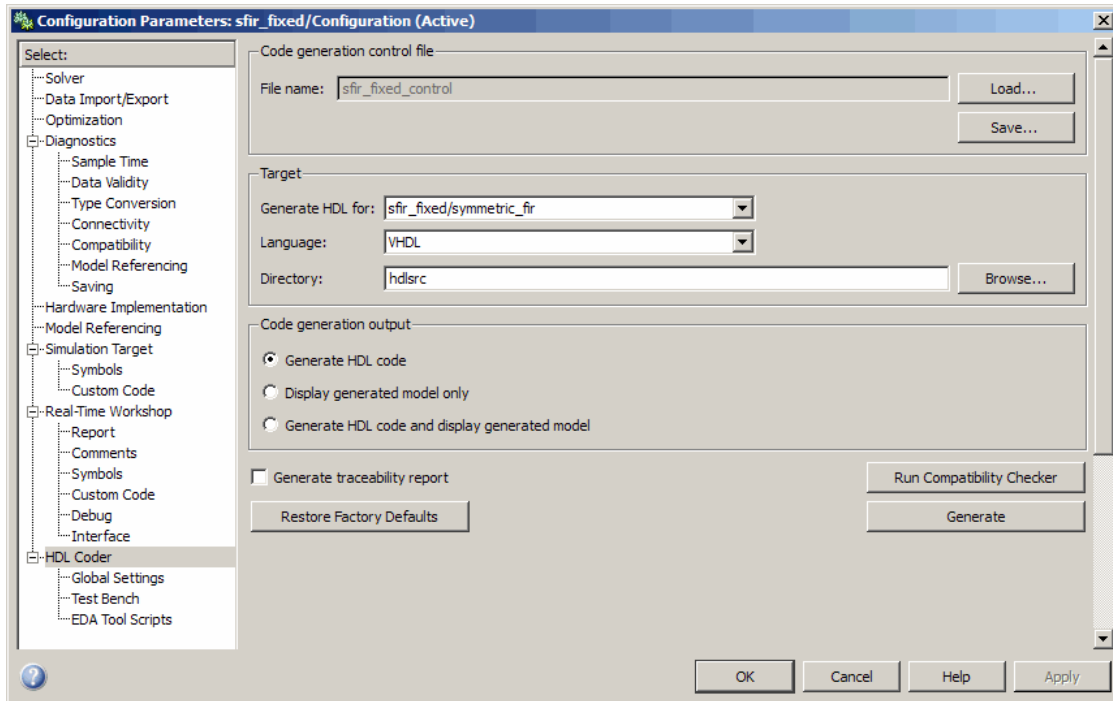 Configuration Parameters: sfir_fixed/Configuration (Active)
Select:
Solver
Data Import/Export
Optimization
Diagnostics
Sample Time
Data Validity
Type Conversion
Connectivity
Compatibility
Model Referencing
Saving
Hardware Implementation
Model Referencing
Simulation Target
Symbols
Custom Code
Real-Time Workshop
Report
Comments
Symbols
Custom Code
Debug
Interface
HDL Coder
Global Settings
Test Bench
EDA Tool Scripts
Code generation control file
File name: sfir_fixed_control Load...
Save...
Target
Generate HDL for: sfir_fixed/symmetric_fir
Language: VHDL
Directory: hdlsrc Browse...
Code generation output
Generate HDL code
Display generated model only
Generate HDL code and display generated model
Generate traceability report Run Compatibility Checker
Restore Factory Defaults Generate
OK Cancel Help Apply